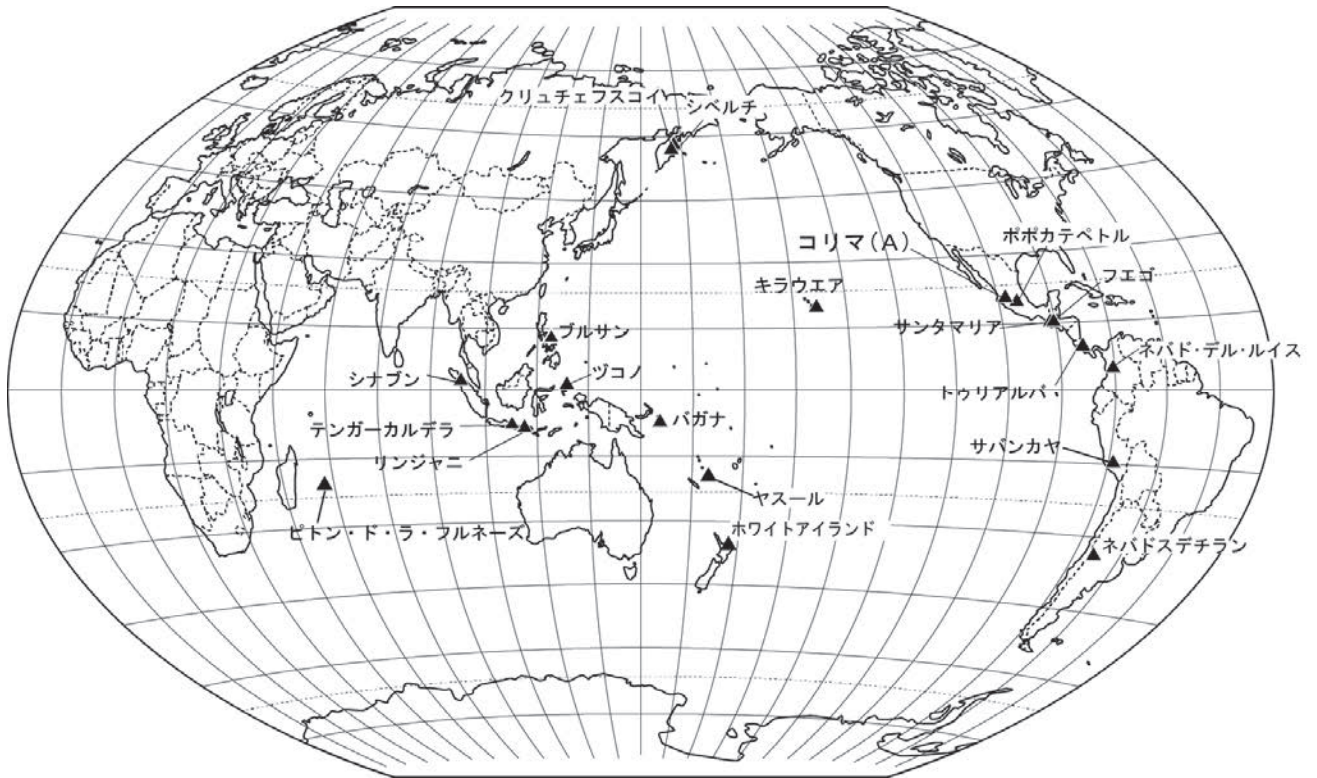 クリュチェフスコイ
シベルチ
ポポカテペトル
コリマ(A)
フエゴ
キラウエア
サンタマリア
ブルサン
ネバド・デル・ルイス
シナブン
ヅコノ
トゥリアルバ
テンガーカルデラ
バガナ
サバンカヤ
リンジャニ
ヤスール
ピトン・ド・ラ・フルネーズ
ホワイトアイランド
ネバドスデチラン